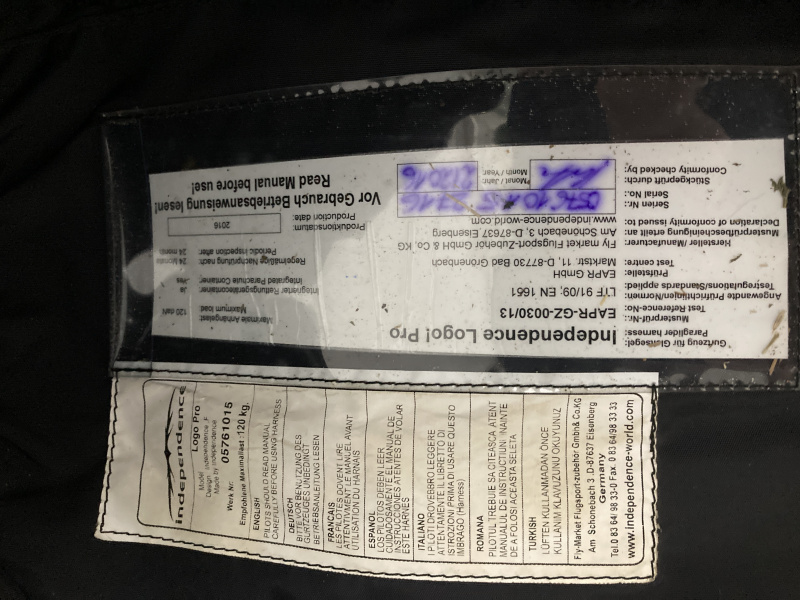 Gurtzeug für Gleitsegel:
Paraglider harness:
Independence Logo! Pro
Musterprüf-Nr.:
Test Reference-No:
EAPR-GZ-0030/13
Angewandte Prüfrichtlinien/Normen:
Testregulations/Standards applied:
LTF 91/09; EN 1651
Prüfstelle:
Test centre:
EAPR GmbH
Marktstr. 11, D-87730 Bad Grönenbach
Hersteller / Manufacturer:
Fly market Flugsport-Zubehör GmbH & Co. KG
Musterprüfbescheinigung erteilt an:
Declaration of conformity issued to:
Am Schönebach 3, D-87637 Eisenberg
www.independence-world.com
Serien Nr.:
Serial No.:
Stückgeprüft durch:
Conformity checked by:
Monat / Jahr:
Month / Year:
Maximale Anhängelast:
Maximum load:
120 daN
Integrierter Rettungsgerätecontainer
Integrated Parachute Container
Ja
Yes
Regelmäßige Nachprüfung nach:
Periodic inspection after
24 Monate
24 month
Produktionsdatum:
Production date:
2016
Vor Gebrauch Betriebsanweisung lesen!
Read Manual before use!
independence
Model
Logo Pro
Design: Independence
Made by Independence
Werk Nr:
05761015
Empfohlene Maximallast :120 kg.
ENGLISH
PILOTS SHOULD READ MANUAL
CAREFULLY BEFORE USING HARNESS
DEUTSCH
BITTE VOR BENUTZUNG DES
GURTZEUGES UNBEDINGT
BETRIEBSANLEITUNG LESEN
FRANCAIS
LES PILOTES DOIVENT LIRE
ATTENTIVMENT LE MANUEL AVANT
UTILISATION DU HARNAIS
ESPANOL
LOS PILOTOS DEBEN LEER
CUIDADOSAMENTE EL MANUAL DE
INSTRUCCIONES ATENTES DE VOLAR
ESTE HARNES
ITALIANO
I PILOTI DROVEBBRO LEGGERE
ATTENTAMENTE IL LIBRETTO DI
ISTROZIONI PRIMA DI USARE QUESTO
IMBRAGO (Harness)
ROMANA
PILOTUL TREBUIE SA CITEASCA ATENT
MANUALUL DE INSTRUCTIUNI INAINTE
DE A FOLOSI ACEASTA SELETA
TURKISH
LÜFTEN KULLANMADAN ÖNCE
KULLANIM KLAVUZUNU OKUYUNUZ
Fly-Market Flugsport-zubehör Gmbh& Co.KG
Am Schonebach 3 .D-87637 Eisenberg
Germany
Tel.0 83 64/ 98 33-0 Fax. 0 83 64/98 33 33
www.independence-world.com